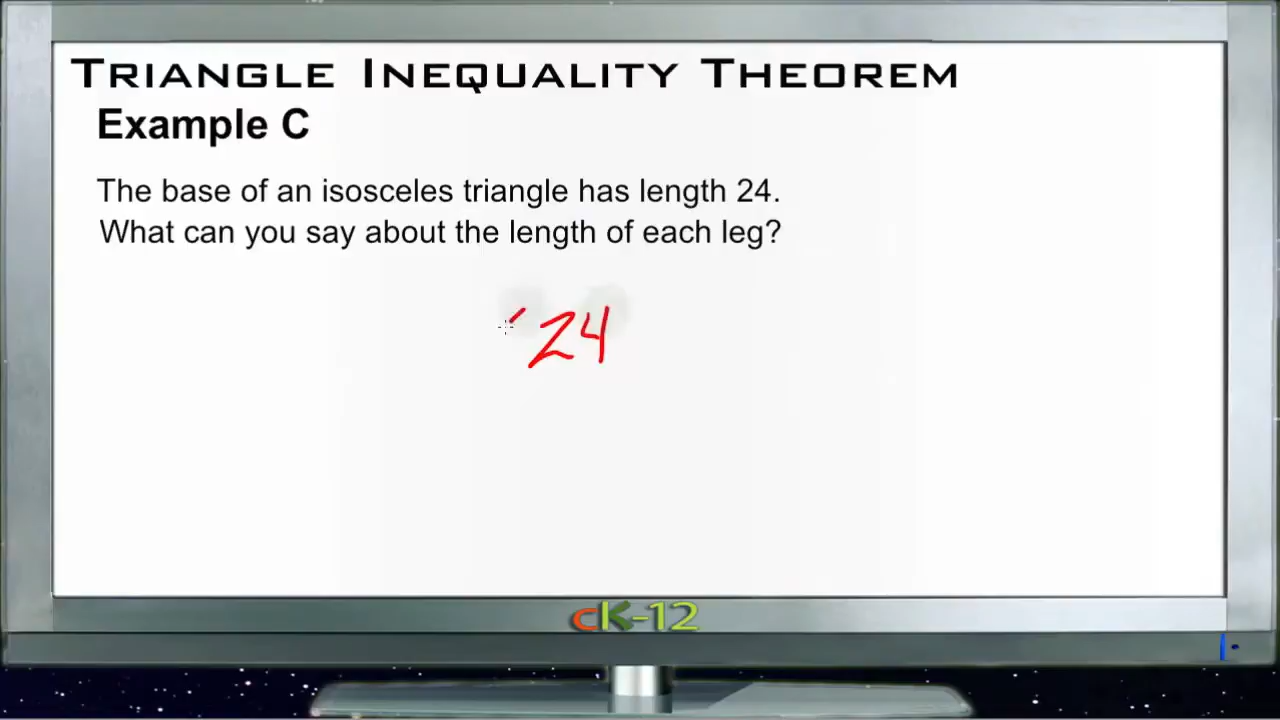 TRIANGLE INEQUALITY THEOREM
Example C
The base of an isosceles triangle has length 24.
What can you say about the length of each leg?
24
cK-12